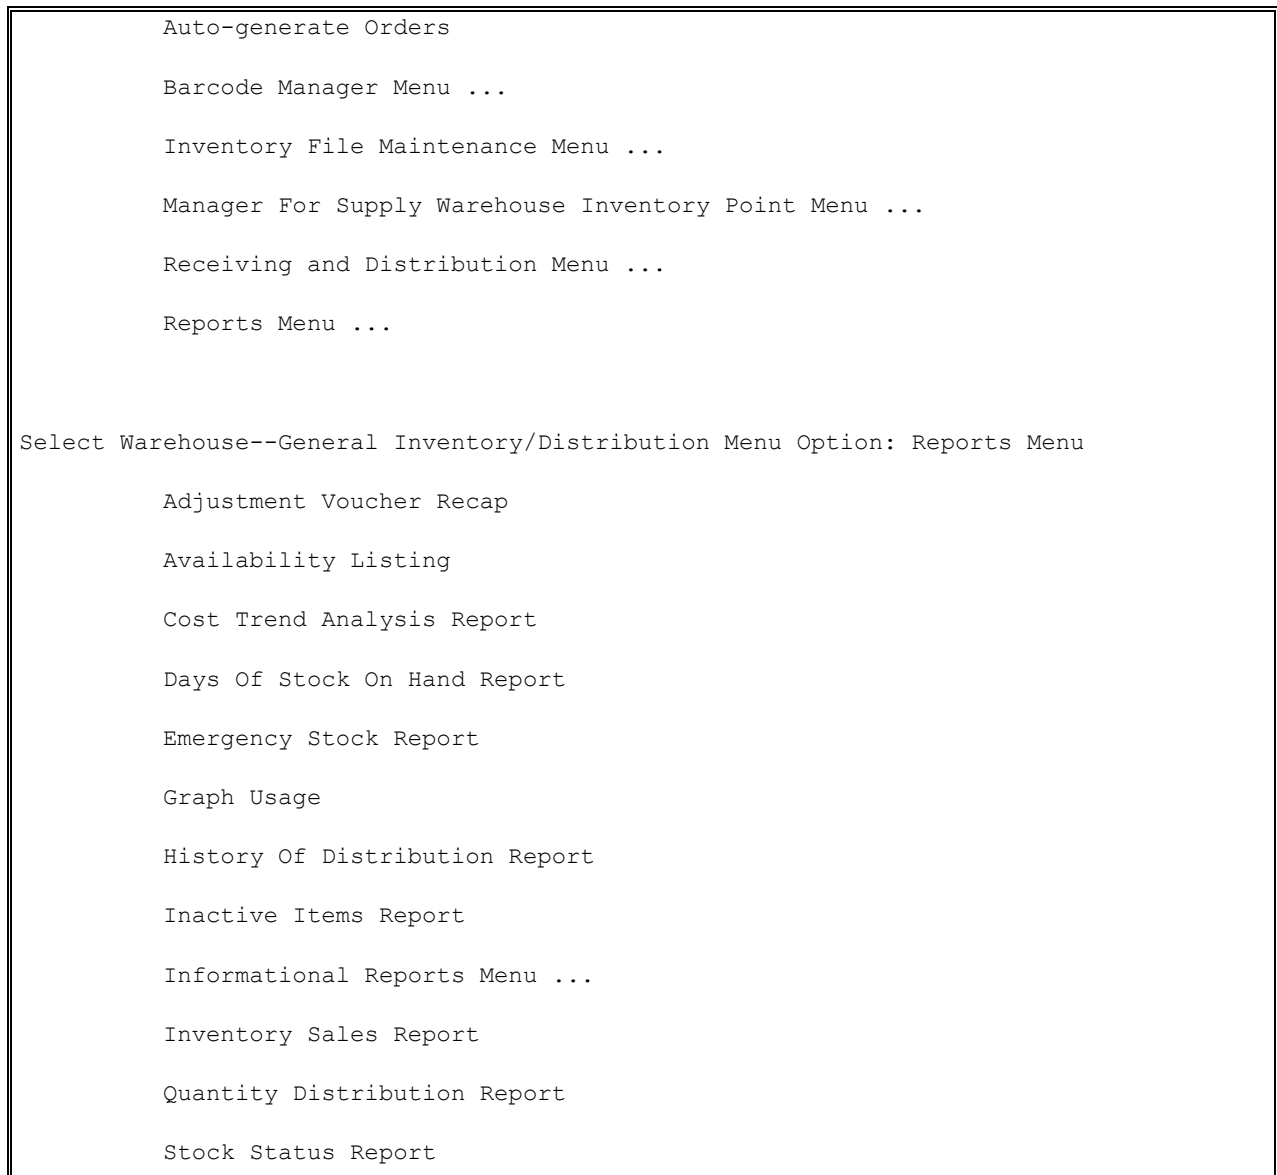 Auto-generate Orders
Barcode Manager Menu ...
Inventory File Maintenance Menu ...
Manager For Supply Warehouse Inventory Point Menu ...
Receiving and Distribution Menu ...
Reports Menu ...
Select Warehouse--General Inventory/Distribution Menu Option: Reports Menu
Adjustment Voucher Recap
Availability Listing
Cost Trend Analysis Report
Days Of Stock On Hand Report
Emergency Stock Report
Graph Usage
History Of Distribution Report
Inactive Items Report
Informational Reports Menu ...
Inventory Sales Report
Quantity Distribution Report
Stock Status Report